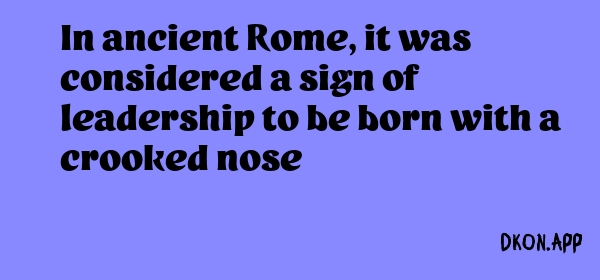 In ancient Rome, it was
considered a sign of
leadership to be born with a
crooked nose
DKON.APP